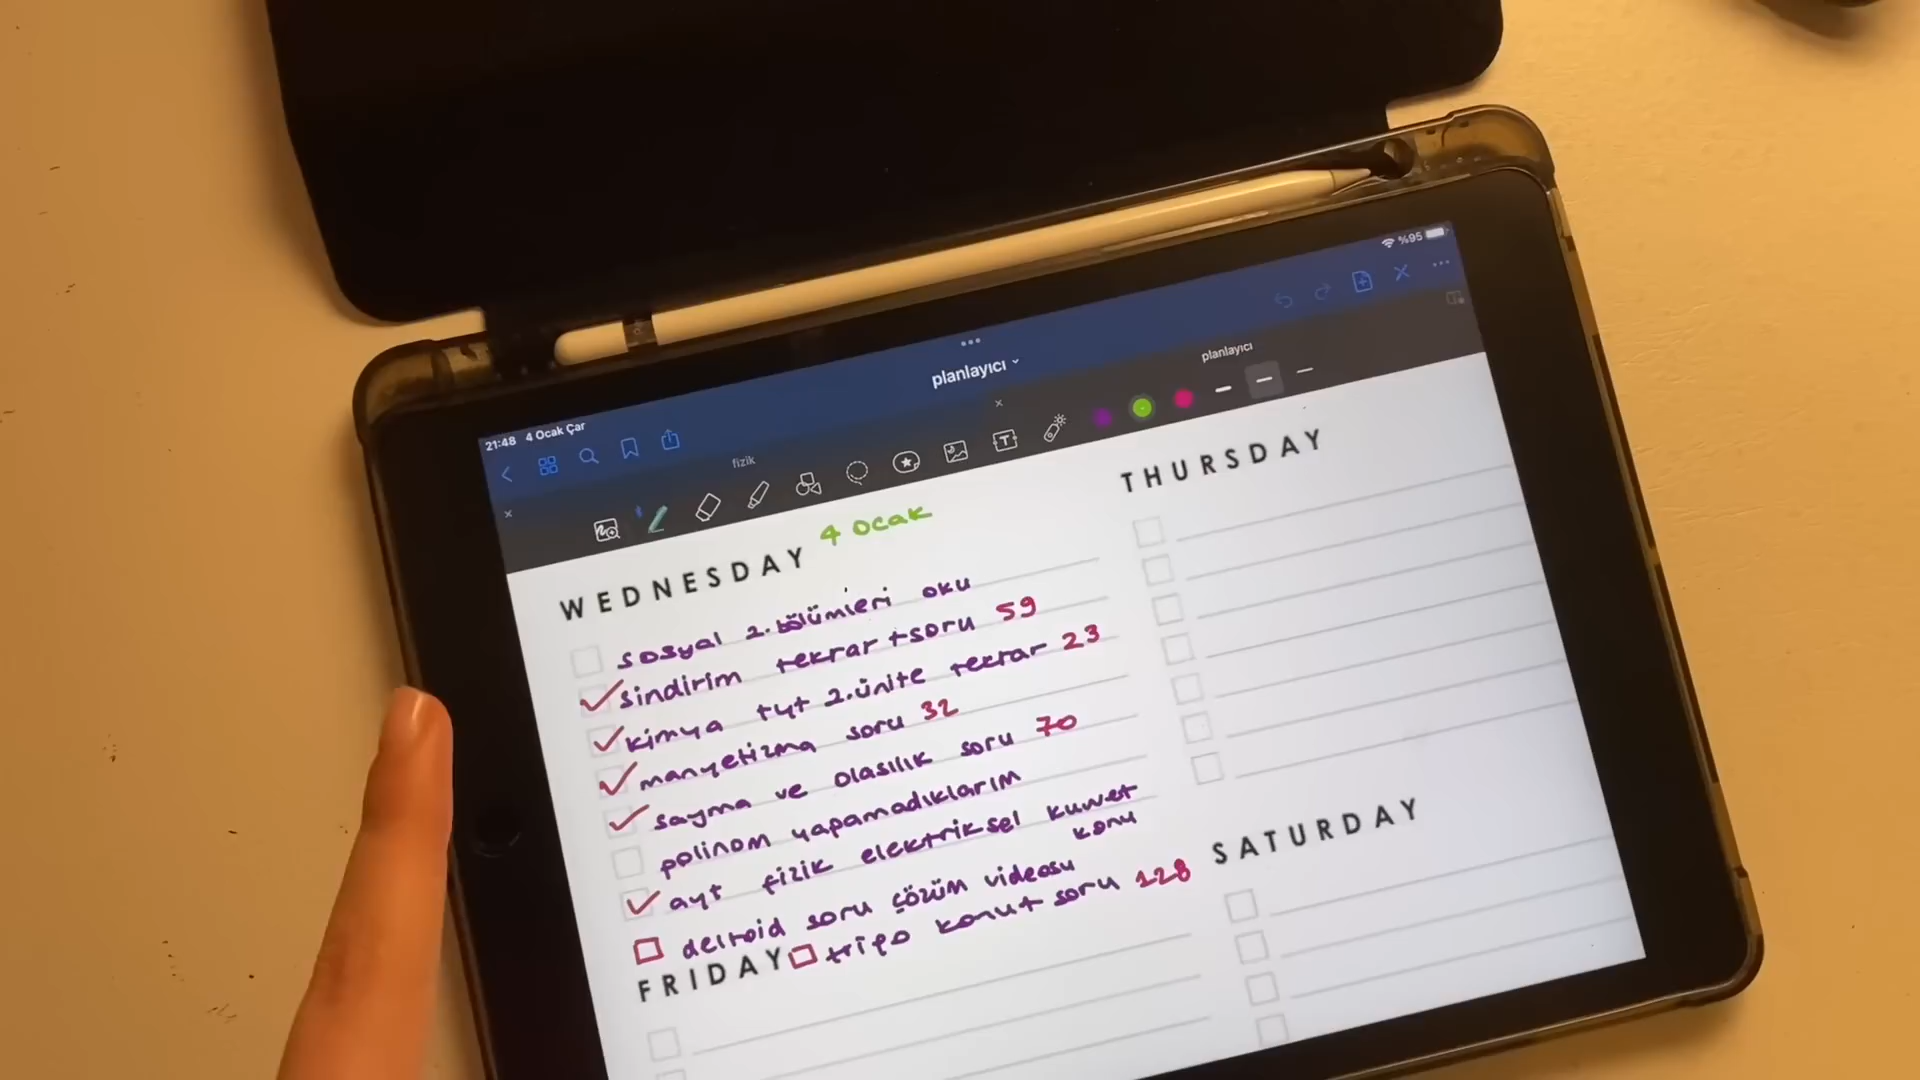 21:48 4 Ocak Çar
%95
planlayıcı
fizik
planlayıcı
WEDNESDAY 4 ocak
sosyal 2. bölümleri oku
sindirim tekrar + soru 59
kimya tyt 2. ünite tekrar 23
manyetizma soru 32
sayma ve olasılık soru 70
polinom yapamadıklarım
ayt fizik elektriksel kuvvet
konu
deltoid soru çözüm videosu
trigo konu+soru 128
FRIDAY
THURSDAY
SATURDAY